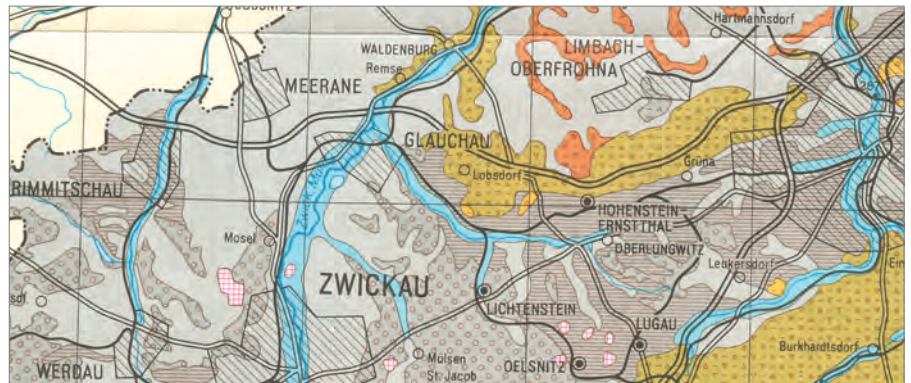 Hartmannsdorf
WALDENBURG
Remse
LIMBACH-
OBERFROHNA
MEERANE
GLAUCHAU
Lobsdorf
Grüna
RIMMITSCHAU
HOHENSTEIN
ERNSTTHAL
Mosel
OBERLUNGWITZ
Leukersdorf
Ein
ZWICKAU
LICHTENSTEIN
LUGAU
Mülsen
St. Jacob
OELSNITZ
Burkhardtsdorf
WERDAU